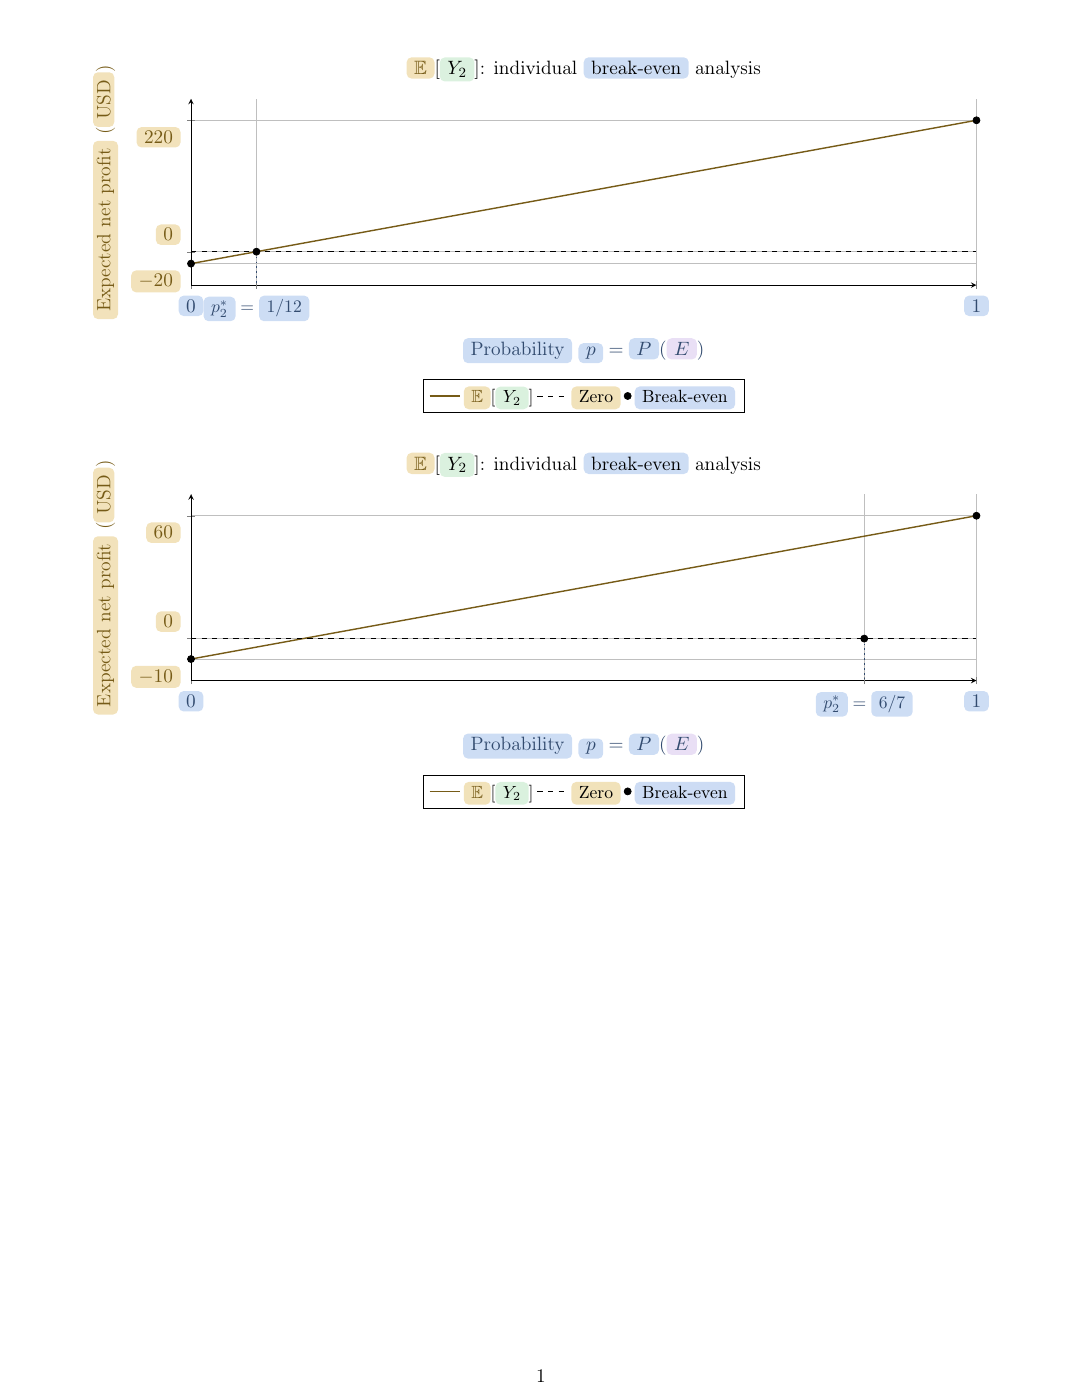 𝔼[Y₂]: individual break-even analysis
Expected net profit (USD)
220
0
−20
0 p₂* = 1/12 1
Probability p = P(E)
𝔼[Y₂] Zero Break-even
𝔼[Y₂]: individual break-even analysis
Expected net profit (USD)
60
0
−10
0 p₂* = 6/7 1
Probability p = P(E)
𝔼[Y₂] Zero Break-even
1